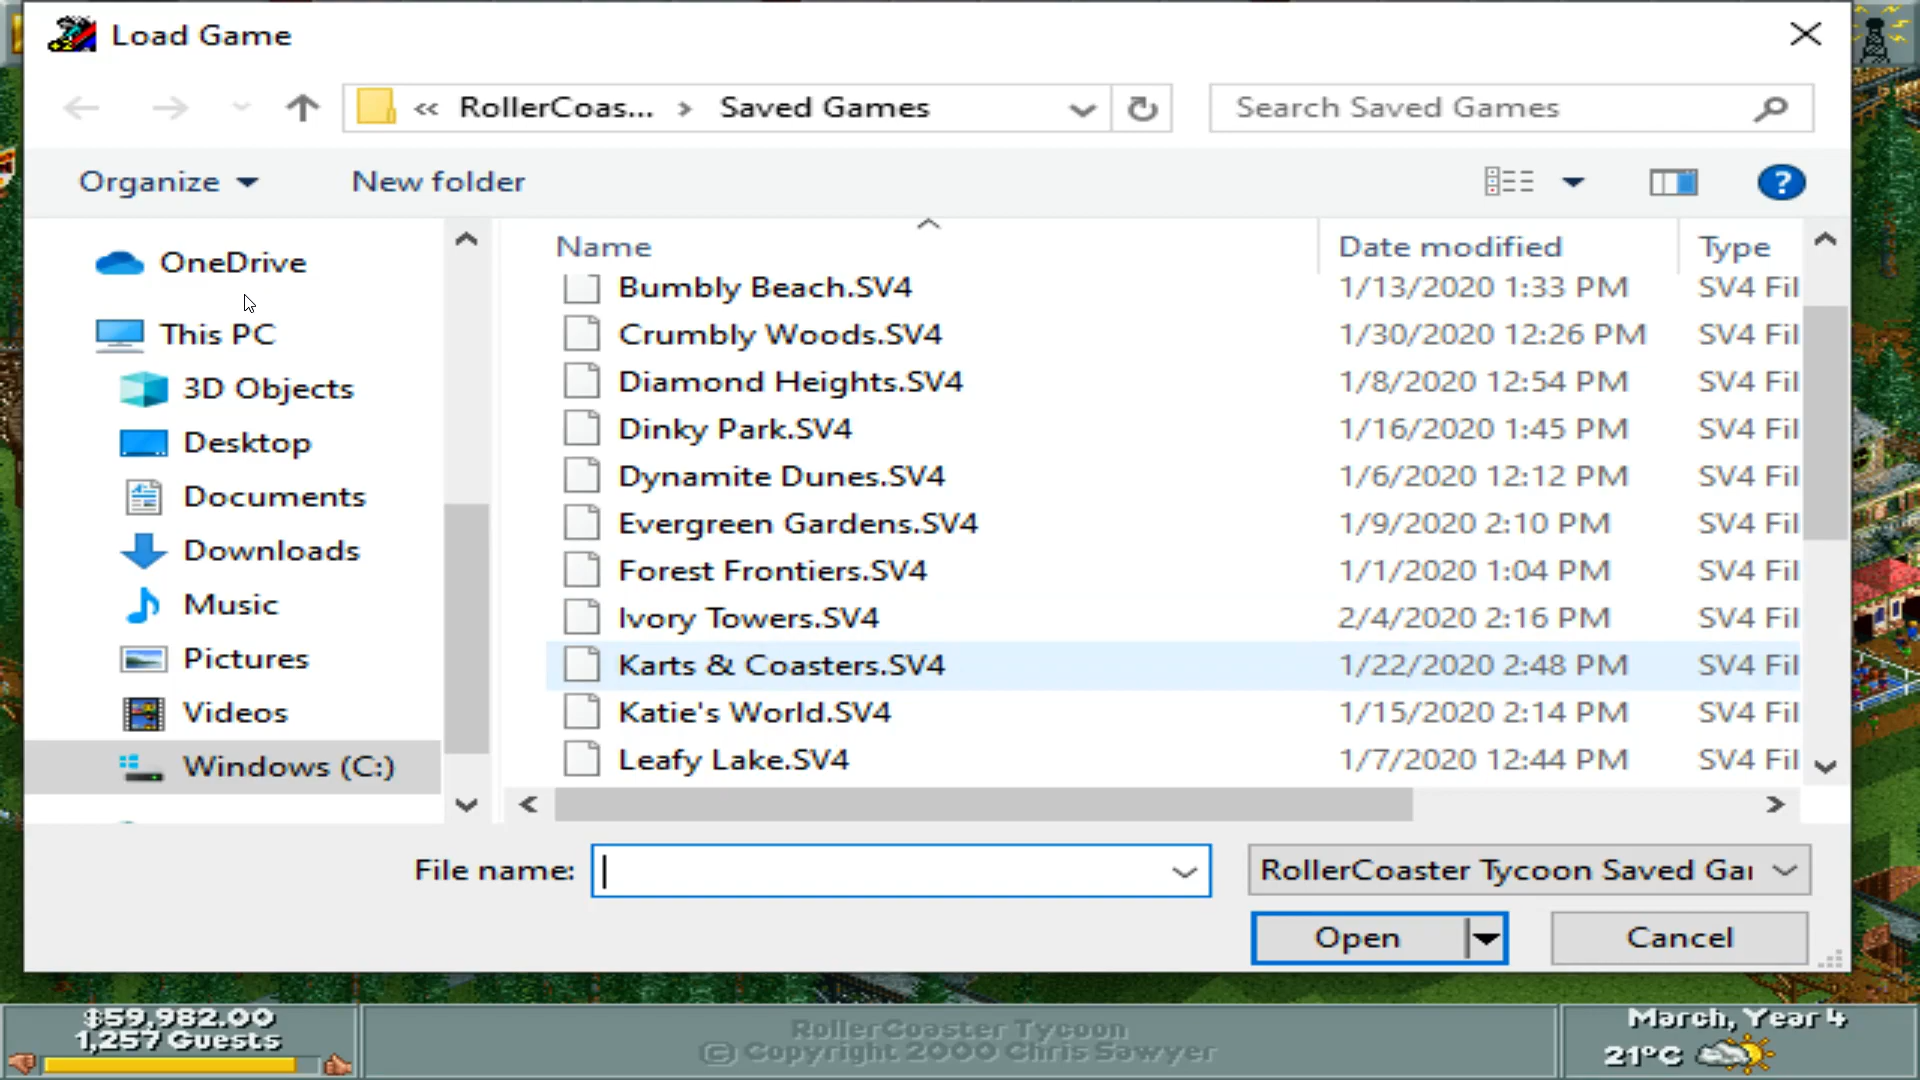 Load Game
« RollerCoas... > Saved Games
Search Saved Games
Organize
New folder
?
OneDrive
This PC
3D Objects
Desktop
Documents
Downloads
Music
Pictures
Videos
Windows (C:)
Name Date modified Type
Bumbly Beach.SV4 1/13/2020 1:33 PM SV4 Fil
Crumbly Woods.SV4 1/30/2020 12:26 PM SV4 Fil
Diamond Heights.SV4 1/8/2020 12:54 PM SV4 Fil
Dinky Park.SV4 1/16/2020 1:45 PM SV4 Fil
Dynamite Dunes.SV4 1/6/2020 12:12 PM SV4 Fil
Evergreen Gardens.SV4 1/9/2020 2:10 PM SV4 Fil
Forest Frontiers.SV4 1/1/2020 1:04 PM SV4 Fil
Ivory Towers.SV4 2/4/2020 2:16 PM SV4 Fil
Karts & Coasters.SV4 1/22/2020 2:48 PM SV4 Fil
Katie's World.SV4 1/15/2020 2:14 PM SV4 Fil
Leafy Lake.SV4 1/7/2020 12:44 PM SV4 Fil
File name:
RollerCoaster Tycoon Saved Gar
Open
Cancel
$59,982.00
1,257 Guests
RollerCoaster Tycoon
© Copyright 2000 Chris Sawyer
March, Year 4
21°C